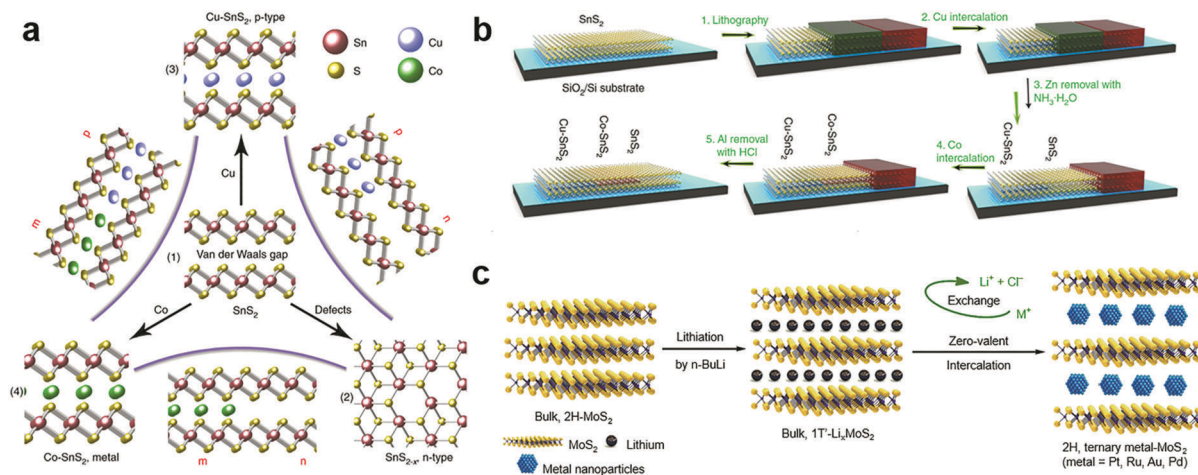 a
Cu-SnS2, p-type
Sn
Cu
S
Co
(3)
p
m
p
n
Cu
(1)
Van der Waals gap
SnS2
Co
Defects
(4)
(2)
Co-SnS2, metal
m
n
SnS2-x, n-type
b
SnS2
SiO2/Si substrate
1. Lithography
2. Cu intercalation
3. Zn removal with
NH3·H2O
Cu-SnS2
SnS2
4. Co
intercalation
Cu-SnS2
Co-SnS2
5. Al removal
with HCl
Cu-SnS2
Co-SnS2
SnS2
c
Bulk, 2H-MoS2
Lithiation
by n-BuLi
Bulk, 1T'-LixMoS2
Li+ + Cl−
Exchange
M+
Zero-valent
Intercalation
2H, ternary metal-MoS2
(metal = Pt, Ru, Au, Pd)
MoS2
Lithium
Metal nanoparticles